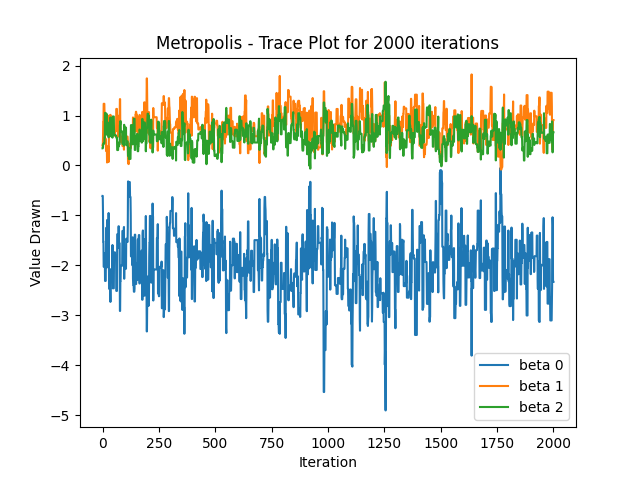 Metropolis - Trace Plot for 2000 iterations
2
1
0
−1
−2
−3
−4
−5
Value Drawn
0 250 500 750 1000 1250 1500 1750 2000
Iteration
beta 0
beta 1
beta 2